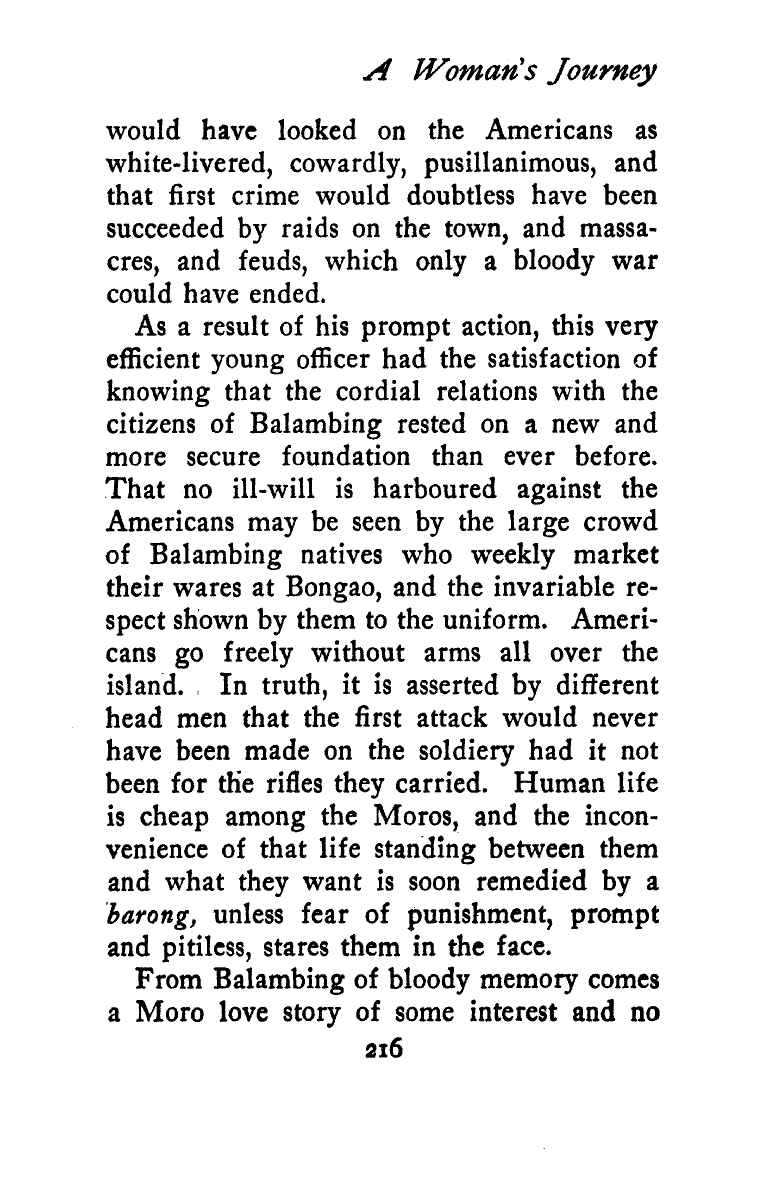 A Woman's Journey
would have looked on the Americans as
white-livered, cowardly, pusillanimous, and
that first crime would doubtless have been
succeeded by raids on the town, and massa-
cres, and feuds, which only a bloody war
could have ended.
As a result of his prompt action, this very
efficient young officer had the satisfaction of
knowing that the cordial relations with the
citizens of Balambing rested on a new and
more secure foundation than ever before.
That no ill-will is harboured against the
Americans may be seen by the large crowd
of Balambing natives who weekly market
their wares at Bongao, and the invariable re-
spect shown by them to the uniform. Ameri-
cans go freely without arms all over the
island. In truth, it is asserted by different
head men that the first attack would never
have been made on the soldiery had it not
been for the rifles they carried. Human life
is cheap among the Moros, and the incon-
venience of that life standing between them
and what they want is soon remedied by a
barong, unless fear of punishment, prompt
and pitiless, stares them in the face.
From Balambing of bloody memory comes
a Moro love story of some interest and no
216